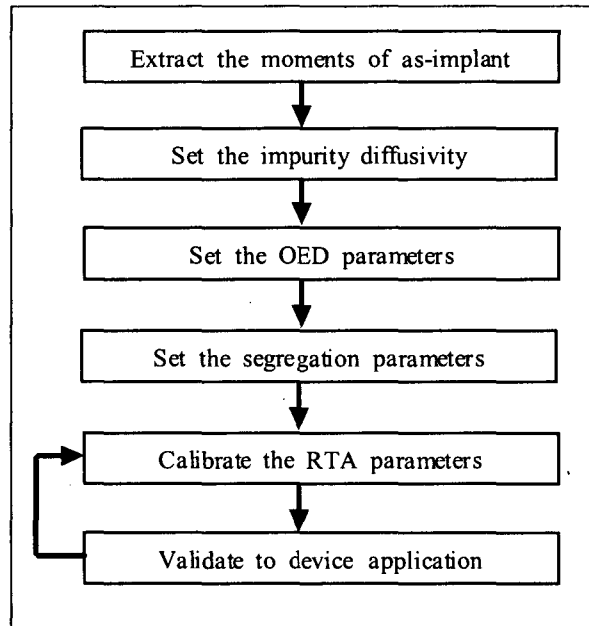 Extract the moments of as-implant
Set the impurity diffusivity
Set the OED parameters
Set the segregation parameters
Calibrate the RTA parameters
Validate to device application